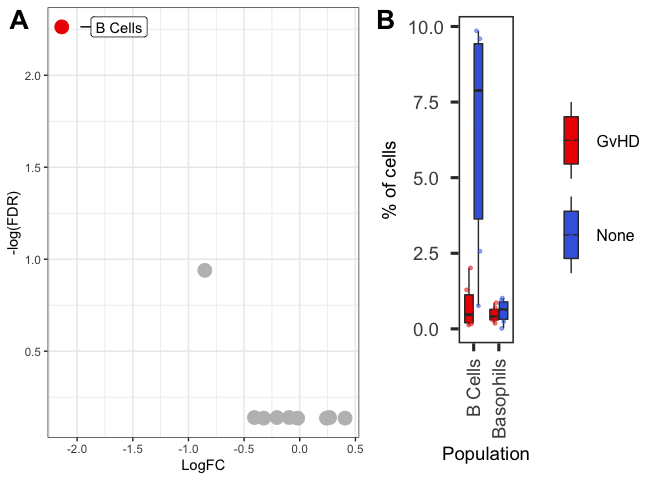 A
B Cells
2.0
1.5
1.0
0.5
-log(FDR)
-2.0
-1.5
-1.0
-0.5
0.0
0.5
LogFC
B
10.0
7.5
5.0
2.5
0.0
% of cells
B Cells
Basophils
Population
GvHD
None